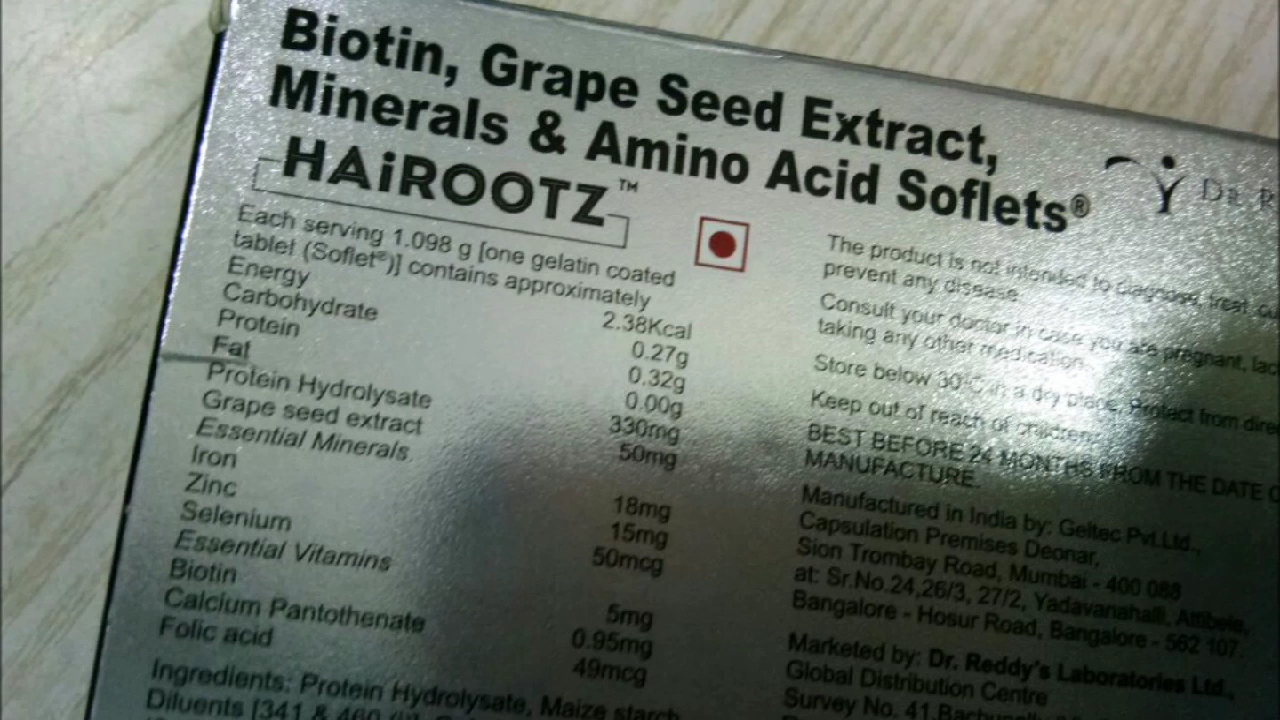 Biotin, Grape Seed Extract,
Minerals & Amino Acid Soflets®
HAiROOTZ™
Each serving 1.098 g [one gelatin coated
tablet (Soflet®)] contains approximately
Energy 2.38Kcal
Carbohydrate 0.27g
Protein 0.32g
Fat 0.00g
Protein Hydrolysate 330mg
Grape seed extract 50mg
Essential Minerals
Iron 18mg
Zinc 15mg
Selenium 50mcg
Essential Vitamins
Biotin 5mg
Calcium Pantothenate 0.95mg
Folic acid 49mcg
Ingredients: Protein Hydrolysate, Maize starch
Diluents [341 & 460
DR.
The product is not intended to diagnose, treat,
prevent any disease.
Consult your doctor in case you are pregnant,
taking any other medication.
Store below 30°C in a dry place. Protect from
Keep out of reach of children.
BEST BEFORE 24 MONTHS FROM THE DATE
MANUFACTURE.
Manufactured in India by: Geltec Pvt.Ltd.,
Capsulation Premises Deonar,
Sion Trombay Road, Mumbai - 400 088
at: Sr.No.24,26/3, 27/2, Yadavanahalli, Attibele,
Bangalore - Hosur Road, Bangalore - 562 107.
Marketed by: Dr. Reddy's Laboratories Ltd.,
Global Distribution Centre
Survey No. 41,